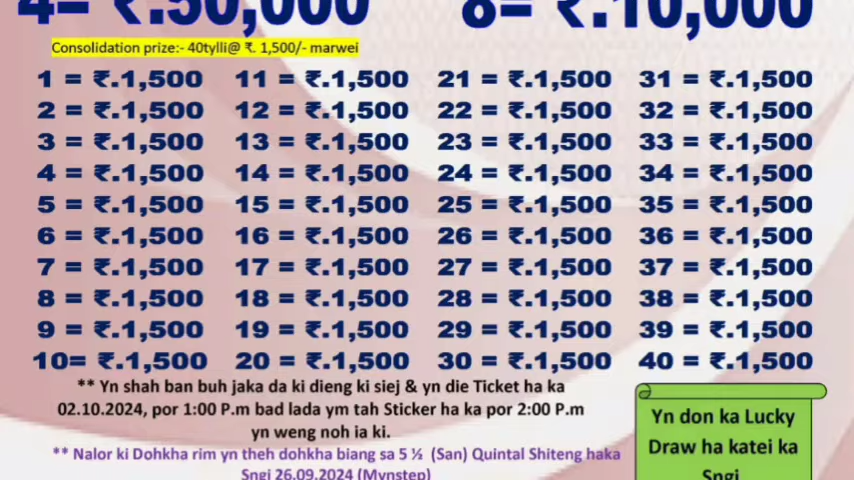 4= ₹.50,000 8= ₹.10,000
Consolidation prize:- 40tylli@ ₹. 1,500/- marwei
1 = ₹.1,500 11 = ₹.1,500 21 = ₹.1,500 31 = ₹.1,500
2 = ₹.1,500 12 = ₹.1,500 22 = ₹.1,500 32 = ₹.1,500
3 = ₹.1,500 13 = ₹.1,500 23 = ₹.1,500 33 = ₹.1,500
4 = ₹.1,500 14 = ₹.1,500 24 = ₹.1,500 34 = ₹.1,500
5 = ₹.1,500 15 = ₹.1,500 25 = ₹.1,500 35 = ₹.1,500
6 = ₹.1,500 16 = ₹.1,500 26 = ₹.1,500 36 = ₹.1,500
7 = ₹.1,500 17 = ₹.1,500 27 = ₹.1,500 37 = ₹.1,500
8 = ₹.1,500 18 = ₹.1,500 28 = ₹.1,500 38 = ₹.1,500
9 = ₹.1,500 19 = ₹.1,500 29 = ₹.1,500 39 = ₹.1,500
10= ₹.1,500 20 = ₹.1,500 30 = ₹.1,500 40 = ₹.1,500
** Yn shah ban buh jaka da ki dieng ki siej & yn die Ticket ha ka
02.10.2024, por 1:00 P.m bad lada ym tah Sticker ha ka por 2:00 P.m
yn weng noh ia ki.
** Nalor ki Dohkha rim yn theh dohkha biang sa 5 ½ (San) Quintal Shiteng haka
Sngi 26.09.2024 (Mynstep)
Yn don ka Lucky
Draw ha katei ka
Sngi